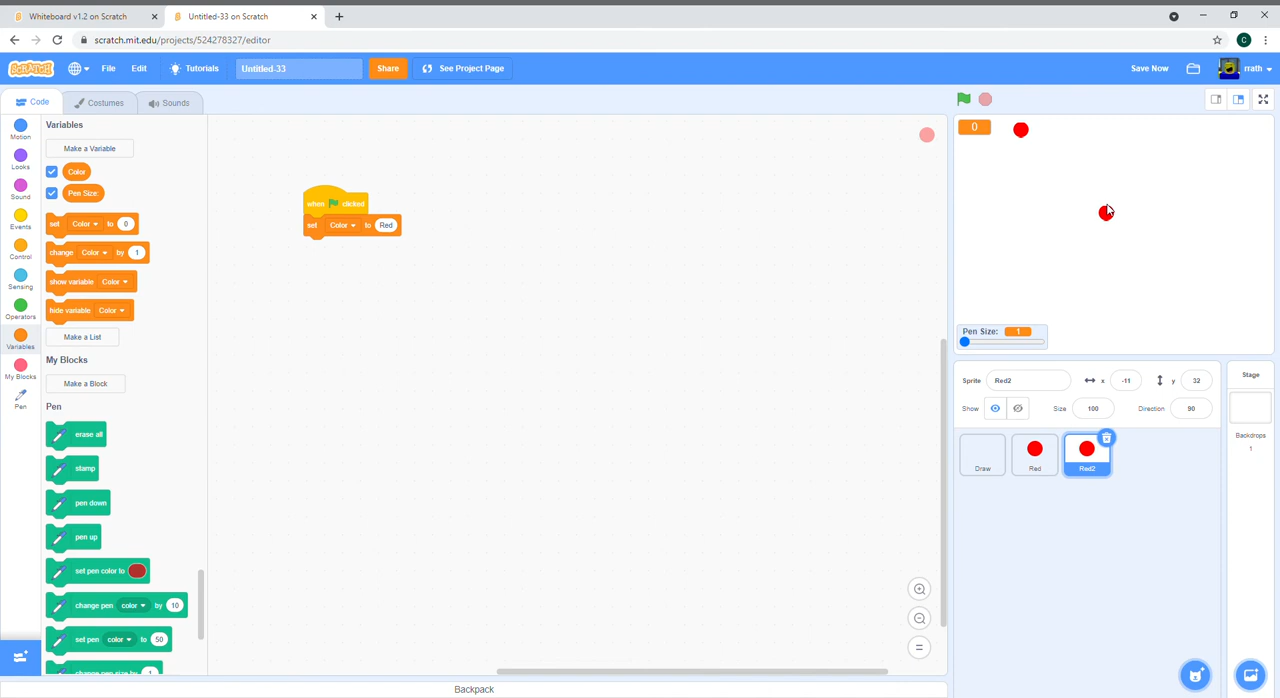 Whiteboard v1.2 on Scratch
Untitled-33 on Scratch
scratch.mit.edu/projects/524278327/editor
C
SCRATCH
File
Edit
Tutorials
Untitled-33
Share
See Project Page
Save Now
rrath
Code
Costumes
Sounds
Motion
Looks
Sound
Events
Control
Sensing
Operators
Variables
My Blocks
Pen
Variables
Make a Variable
Color
Pen Size:
set Color to 0
change Color by 1
show variable Color
hide variable Color
Make a List
My Blocks
Make a Block
Pen
erase all
stamp
pen down
pen up
set pen color to
change pen color by 10
set pen color to 50
change pen size by 1
when clicked
set Color to Red
0
Pen Size: 1
Sprite Red2 x -11 y 32
Show Size 100 Direction 90
Draw
Red
Red2
Stage
Backdrops
1
Backpack